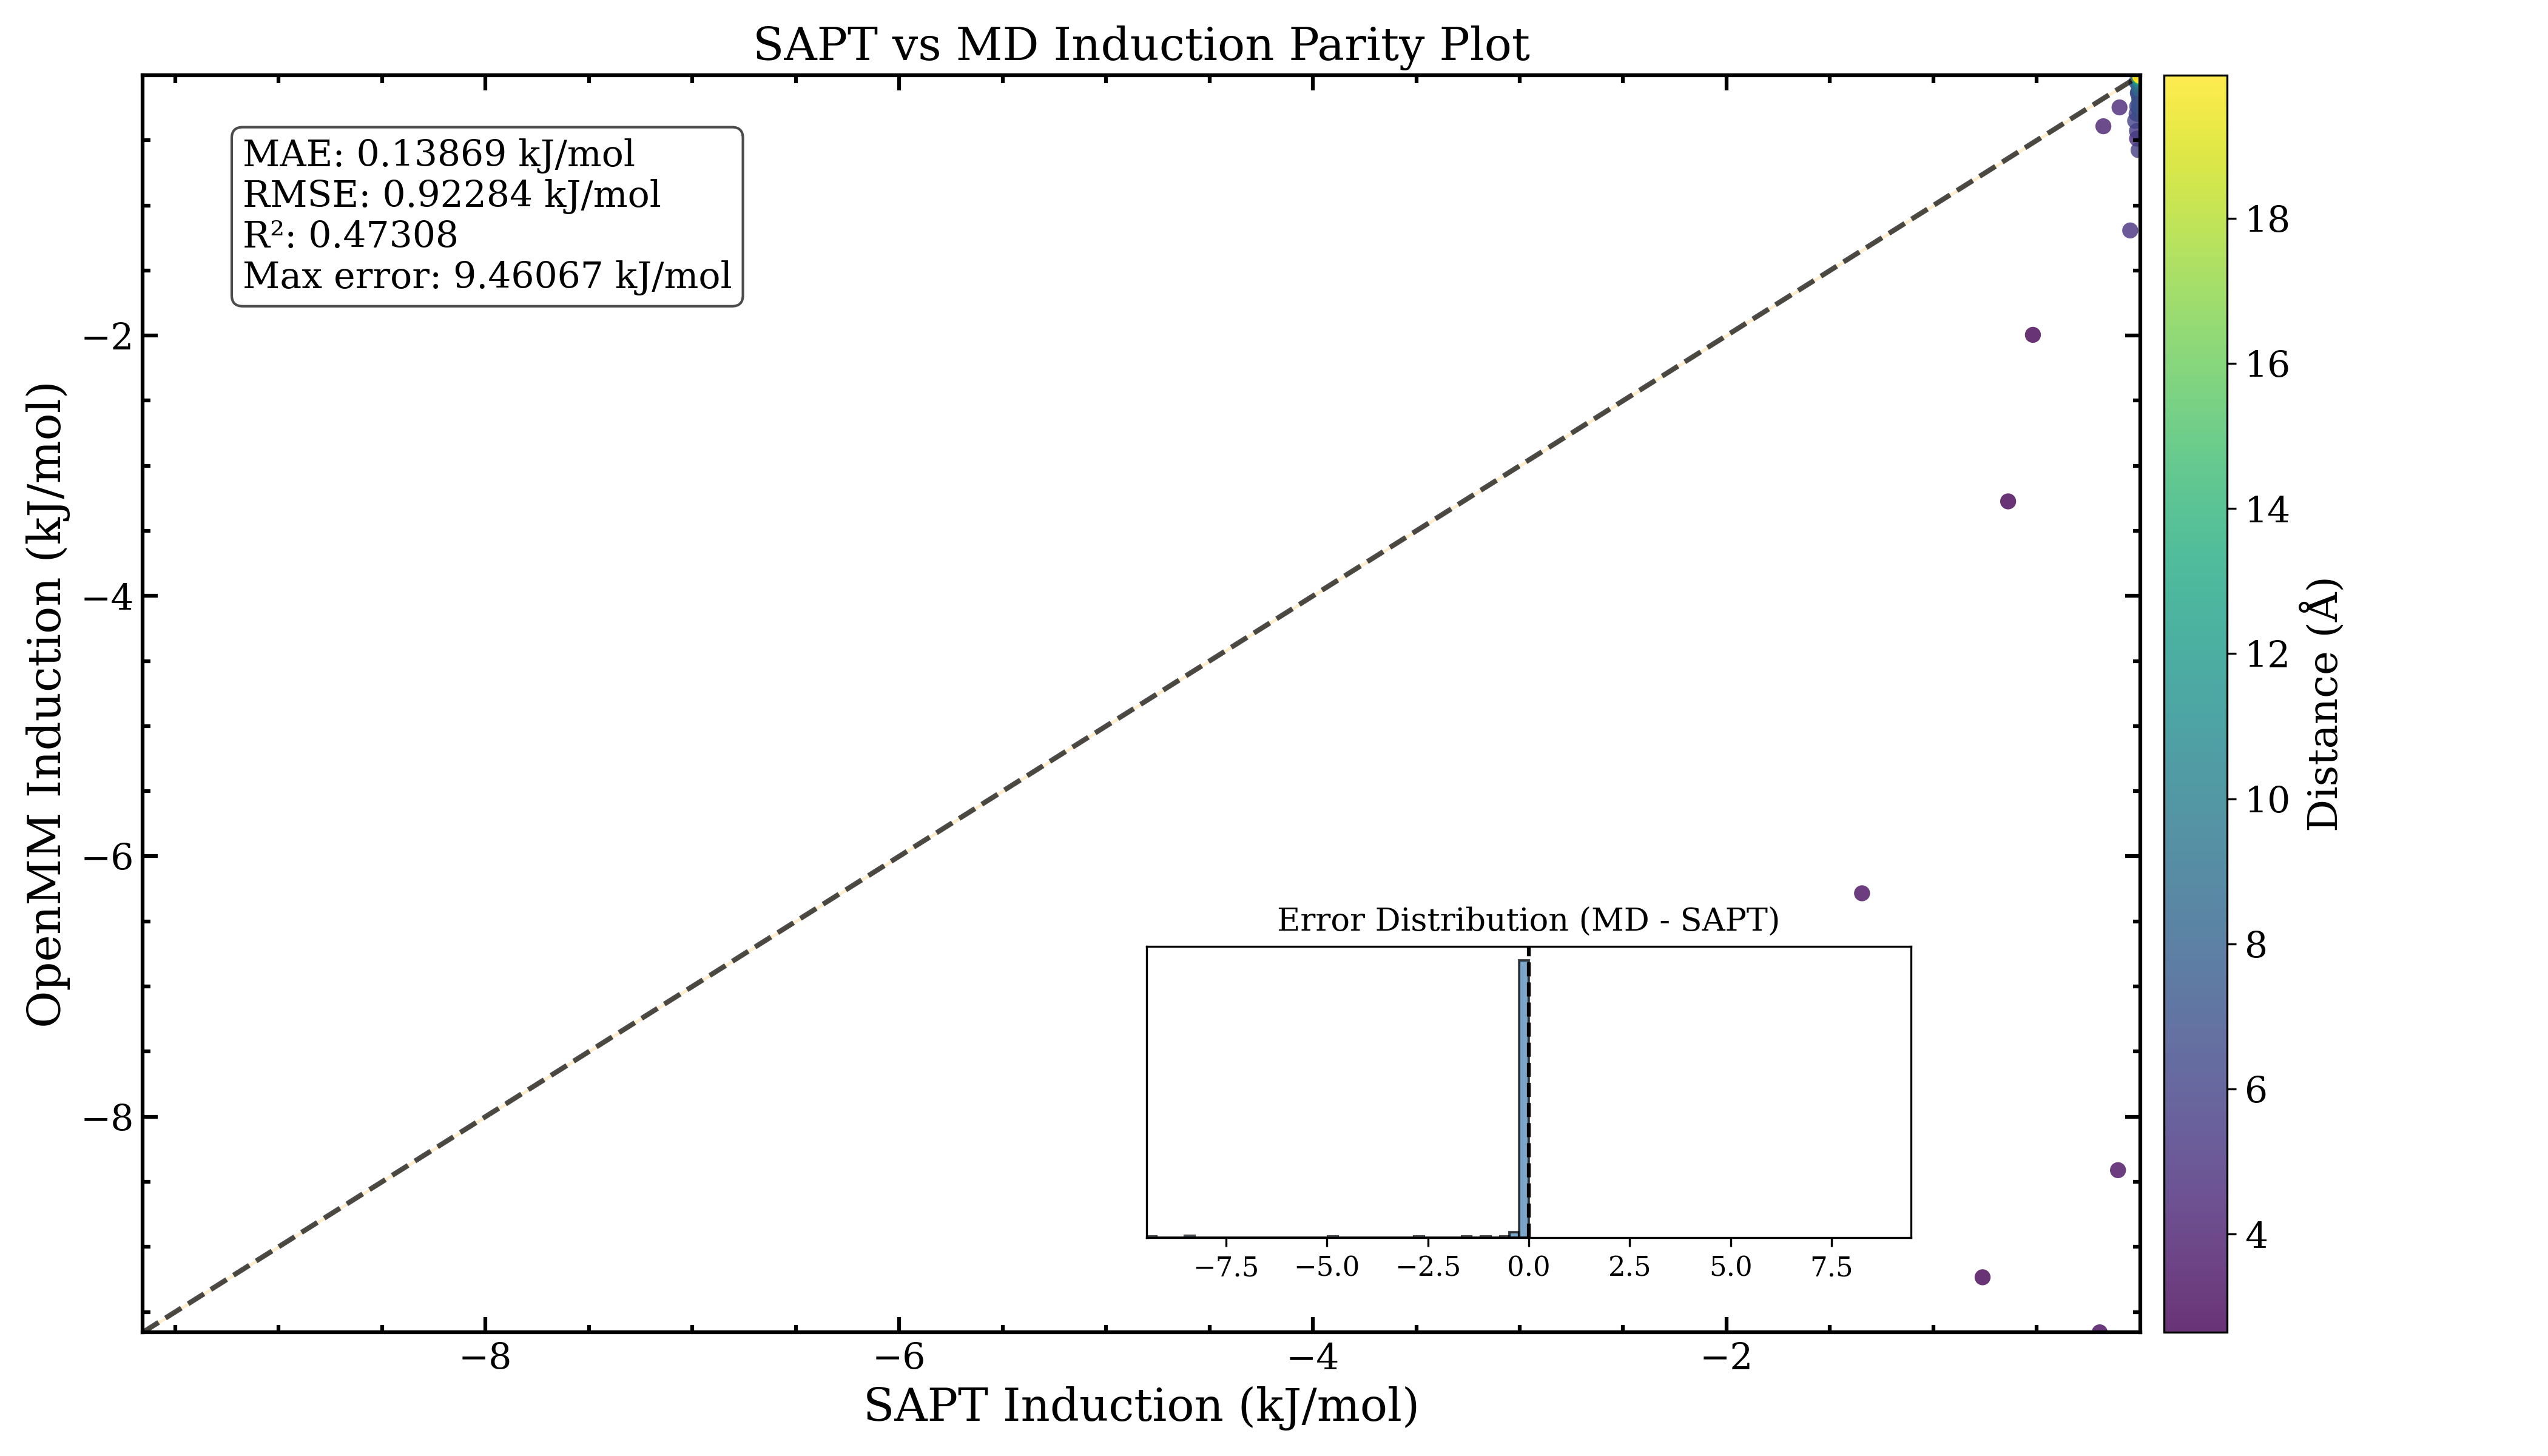 SAPT vs MD Induction Parity Plot
MAE: 0.13869 kJ/mol
RMSE: 0.92284 kJ/mol
R²: 0.47308
Max error: 9.46067 kJ/mol
OpenMM Induction (kJ/mol)
−2
−4
−6
−8
Error Distribution (MD - SAPT)
−7.5 −5.0 −2.5 0.0 2.5 5.0 7.5
−8 −6 −4 −2
SAPT Induction (kJ/mol)
18
16
14
12
10
8
6
4
Distance (Å)